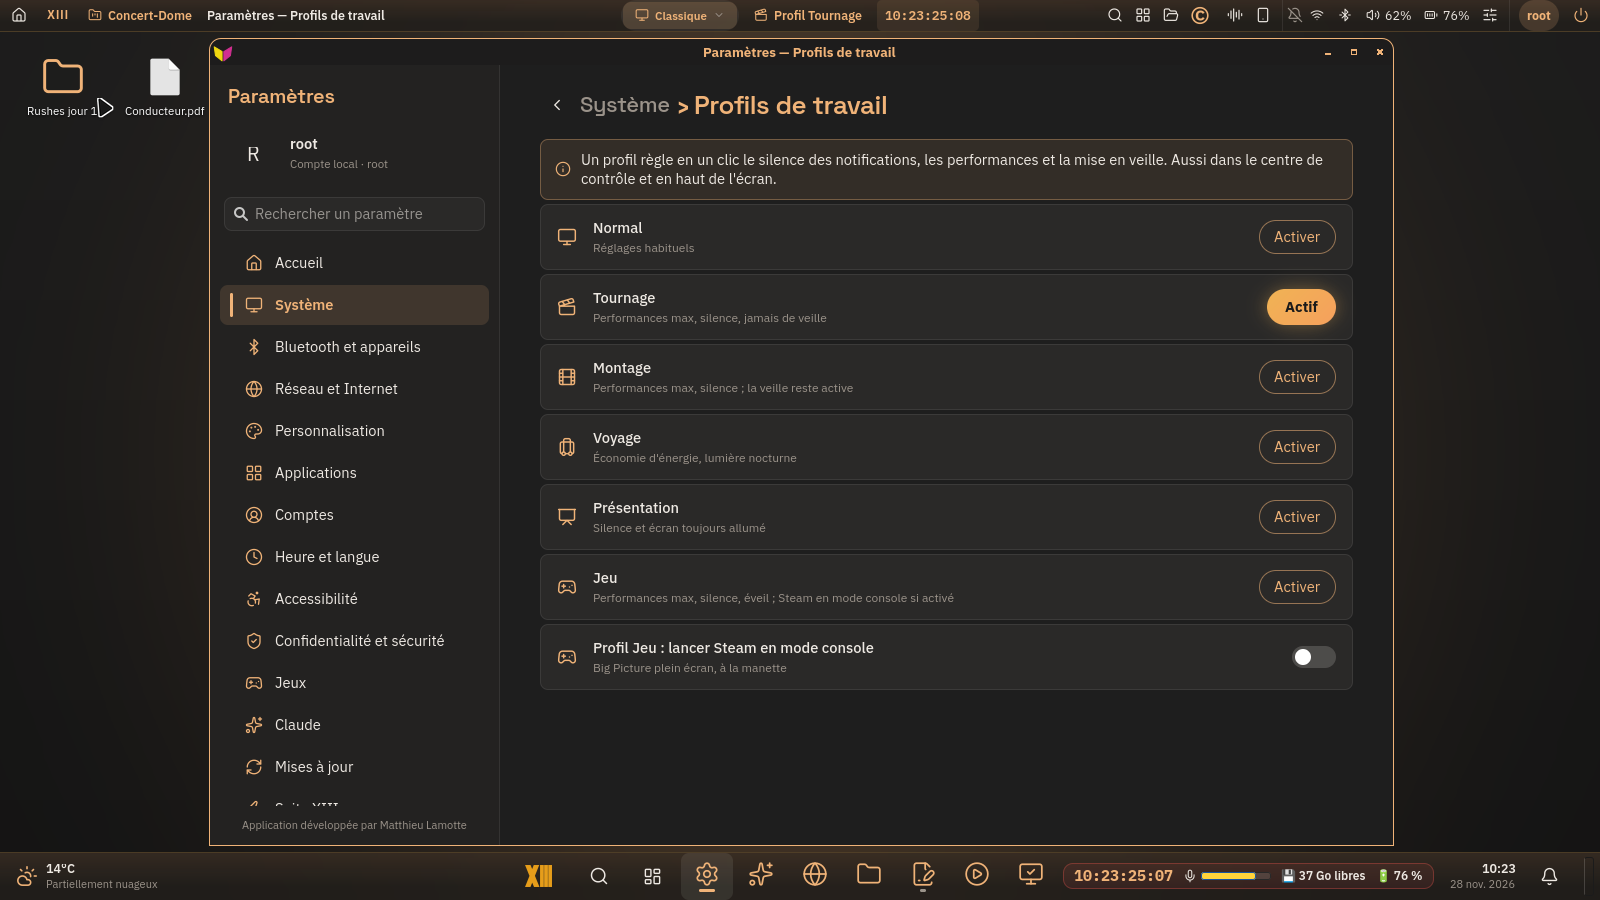 XIII
Concert-Dome
Paramètres — Profils de travail
Classique
Profil Tournage
10:23:25:08
62%
76%
root
Rushes jour 1
Conducteur.pdf
Paramètres — Profils de travail
Paramètres
R
root
Compte local · root
Rechercher un paramètre
Accueil
Système
Bluetooth et appareils
Réseau et Internet
Personnalisation
Applications
Comptes
Heure et langue
Accessibilité
Confidentialité et sécurité
Jeux
Claude
Mises à jour
Suite XIII
Application développée par Matthieu Lamotte
Système > Profils de travail
Un profil règle en un clic le silence des notifications, les performances et la mise en veille. Aussi dans le centre de
contrôle et en haut de l'écran.
Normal
Réglages habituels
Activer
Tournage
Performances max, silence, jamais de veille
Actif
Montage
Performances max, silence ; la veille reste active
Activer
Voyage
Économie d'énergie, lumière nocturne
Activer
Présentation
Silence et écran toujours allumé
Activer
Jeu
Performances max, silence, éveil ; Steam en mode console si activé
Activer
Profil Jeu : lancer Steam en mode console
Big Picture plein écran, à la manette
14°C
Partiellement nuageux
XIII
10:23:25:07
37 Go libres
76 %
10:23
28 nov. 2026